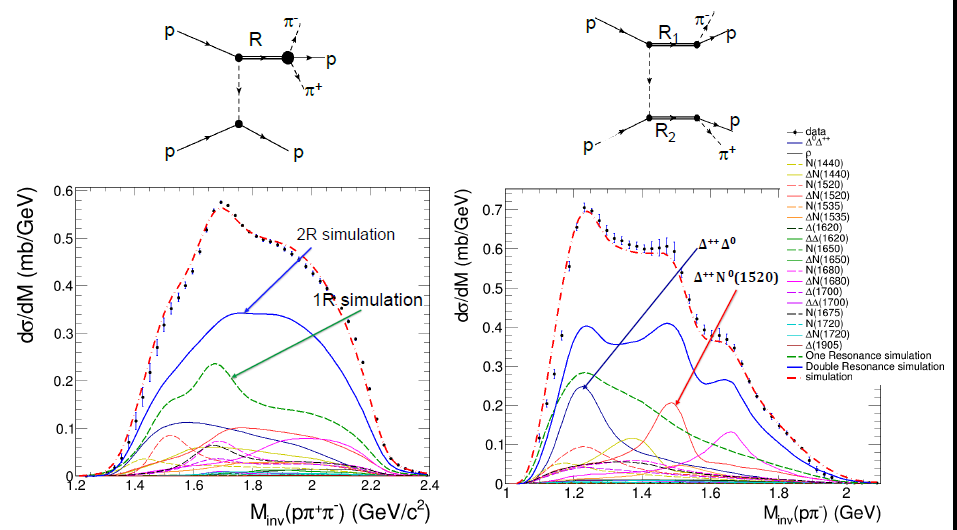 π⁻
p
R
p
π⁺
p
p
p
R₁
π⁻
p
p
R₂
p
π⁺
dσ/dM (mb/GeV)
0.6
0.5
0.4
0.3
0.2
0.1
0
2R simulation
1R simulation
1.2
1.4
1.6
1.8
2
2.2
2.4
M_inv(pπ⁺π⁻) (GeV/c²)
dσ/dM (mb/GeV)
0.7
0.6
0.5
0.4
0.3
0.2
0.1
0
Δ⁺⁺Δ⁰
Δ⁺⁺N⁰(1520)
1
1.2
1.4
1.6
1.8
2
M_inv(pπ⁻) (GeV)
data
Δ⁰Δ⁺⁺
ρ
N(1440)
ΔN(1440)
N(1520)
ΔN(1520)
N(1535)
ΔN(1535)
Δ(1620)
ΔΔ(1620)
N(1650)
ΔN(1650)
N(1680)
ΔN(1680)
Δ(1700)
ΔΔ(1700)
N(1675)
N(1720)
ΔN(1720)
Δ(1905)
One Resonance simulation
Double Resonance simulation
simulation